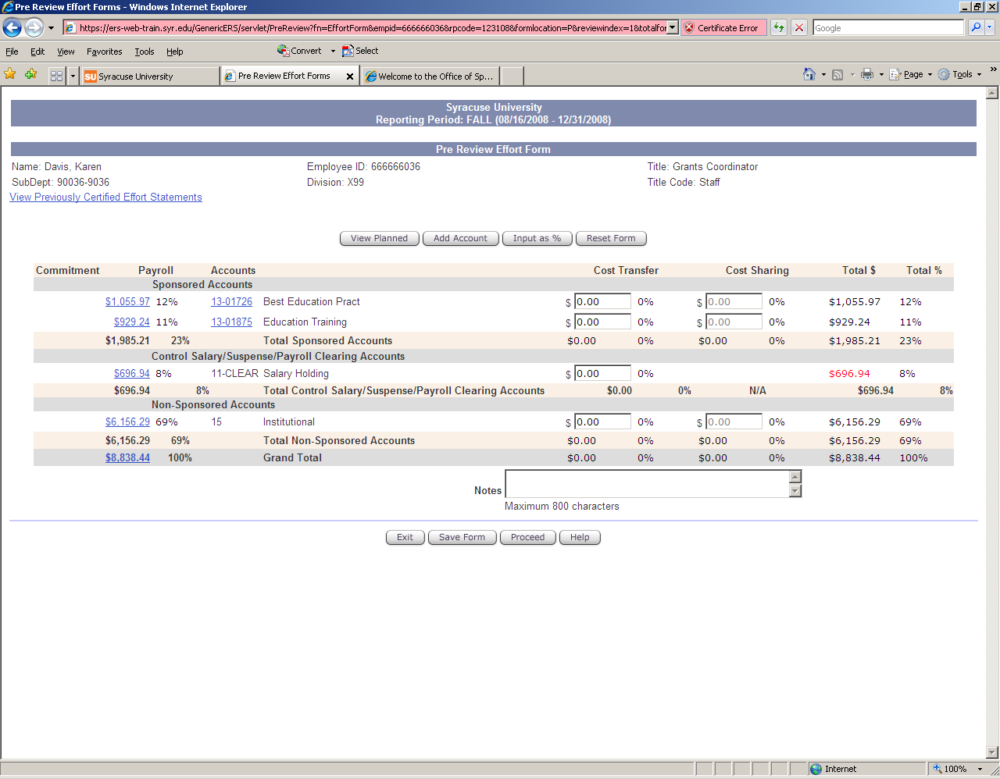 Pre Review Effort Forms - Windows Internet Explorer
https://ers-web-train.syr.edu/GenericERS/servlet/PreReview?fn=EffortForm&empid=666666036&rpcode=123108&formlocation=P&reviewindex=1&totalfor Certificate Error Google
File Edit View Favorites Tools Help Convert Select
SU Syracuse University Pre Review Effort Forms Welcome to the Office of Sp... Page Tools
Syracuse University
Reporting Period: FALL (08/16/2008 - 12/31/2008)
Pre Review Effort Form
Name: Davis, Karen Employee ID: 666666036 Title: Grants Coordinator
SubDept: 90036-9036 Division: X99 Title Code: Staff
View Previously Certified Effort Statements
View Planned Add Account Input as % Reset Form
Commitment Payroll Accounts Cost Transfer Cost Sharing Total $ Total %
Sponsored Accounts
$1,055.97 12% 13-01726 Best Education Pract $ 0.00 0% $ 0.00 0% $1,055.97 12%
$929.24 11% 13-01875 Education Training $ 0.00 0% $ 0.00 0% $929.24 11%
$1,985.21 23% Total Sponsored Accounts $0.00 0% $0.00 0% $1,985.21 23%
Control Salary/Suspense/Payroll Clearing Accounts
$696.94 8% 11-CLEAR Salary Holding $ 0.00 0% $696.94 8%
$696.94 8% Total Control Salary/Suspense/Payroll Clearing Accounts $0.00 0% N/A $696.94 8%
Non-Sponsored Accounts
$6,156.29 69% 15 Institutional $ 0.00 0% $ 0.00 0% $6,156.29 69%
$6,156.29 69% Total Non-Sponsored Accounts $0.00 0% $0.00 0% $6,156.29 69%
$8,838.44 100% Grand Total $0.00 0% $0.00 0% $8,838.44 100%
Notes
Maximum 800 characters
Exit Save Form Proceed Help
Internet 100%